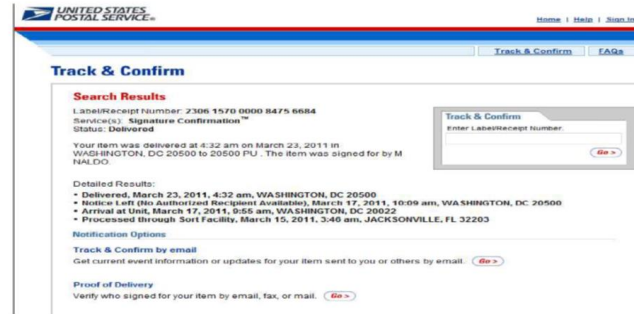 UNITED STATES
POSTAL SERVICE®
Home | Help | Sign In
Track & Confirm FAQs
Track & Confirm
Search Results
Label/Receipt Number: 2306 1570 0000 8475 6684
Service(s): Signature Confirmation™
Status: Delivered
Your item was delivered at 4:32 am on March 23, 2011 in
WASHINGTON, DC 20500 to 20500 PU . The item was signed for by M
NALDO.
Track & Confirm
Enter Label/Receipt Number.
Go >
Detailed Results:
• Delivered, March 23, 2011, 4:32 am, WASHINGTON, DC 20500
• Notice Left (No Authorized Recipient Available), March 17, 2011, 10:09 am, WASHINGTON, DC 20500
• Arrival at Unit, March 17, 2011, 9:55 am, WASHINGTON, DC 20022
• Processed through Sort Facility, March 15, 2011, 3:46 am, JACKSONVILLE, FL 32203
Notification Options
Track & Confirm by email
Get current event information or updates for your item sent to you or others by email. Go >
Proof of Delivery
Verify who signed for your item by email, fax, or mail. Go >